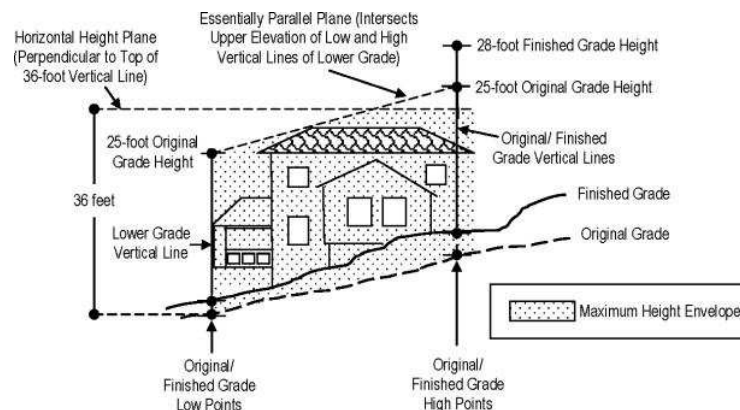 Essentially Parallel Plane (Intersects
Upper Elevation of Low and High
Vertical Lines of Lower Grade)
Horizontal Height Plane
(Perpendicular to Top of
36-foot Vertical Line)
28-foot Finished Grade Height
25-foot Original Grade Height
25-foot Original
Grade Height
Original/ Finished
Grade Vertical Lines
36 feet
Finished Grade
Lower Grade
Vertical Line
Original Grade
Maximum Height Envelope
Original/
Finished Grade
Low Points
Original/
Finished Grade
High Points